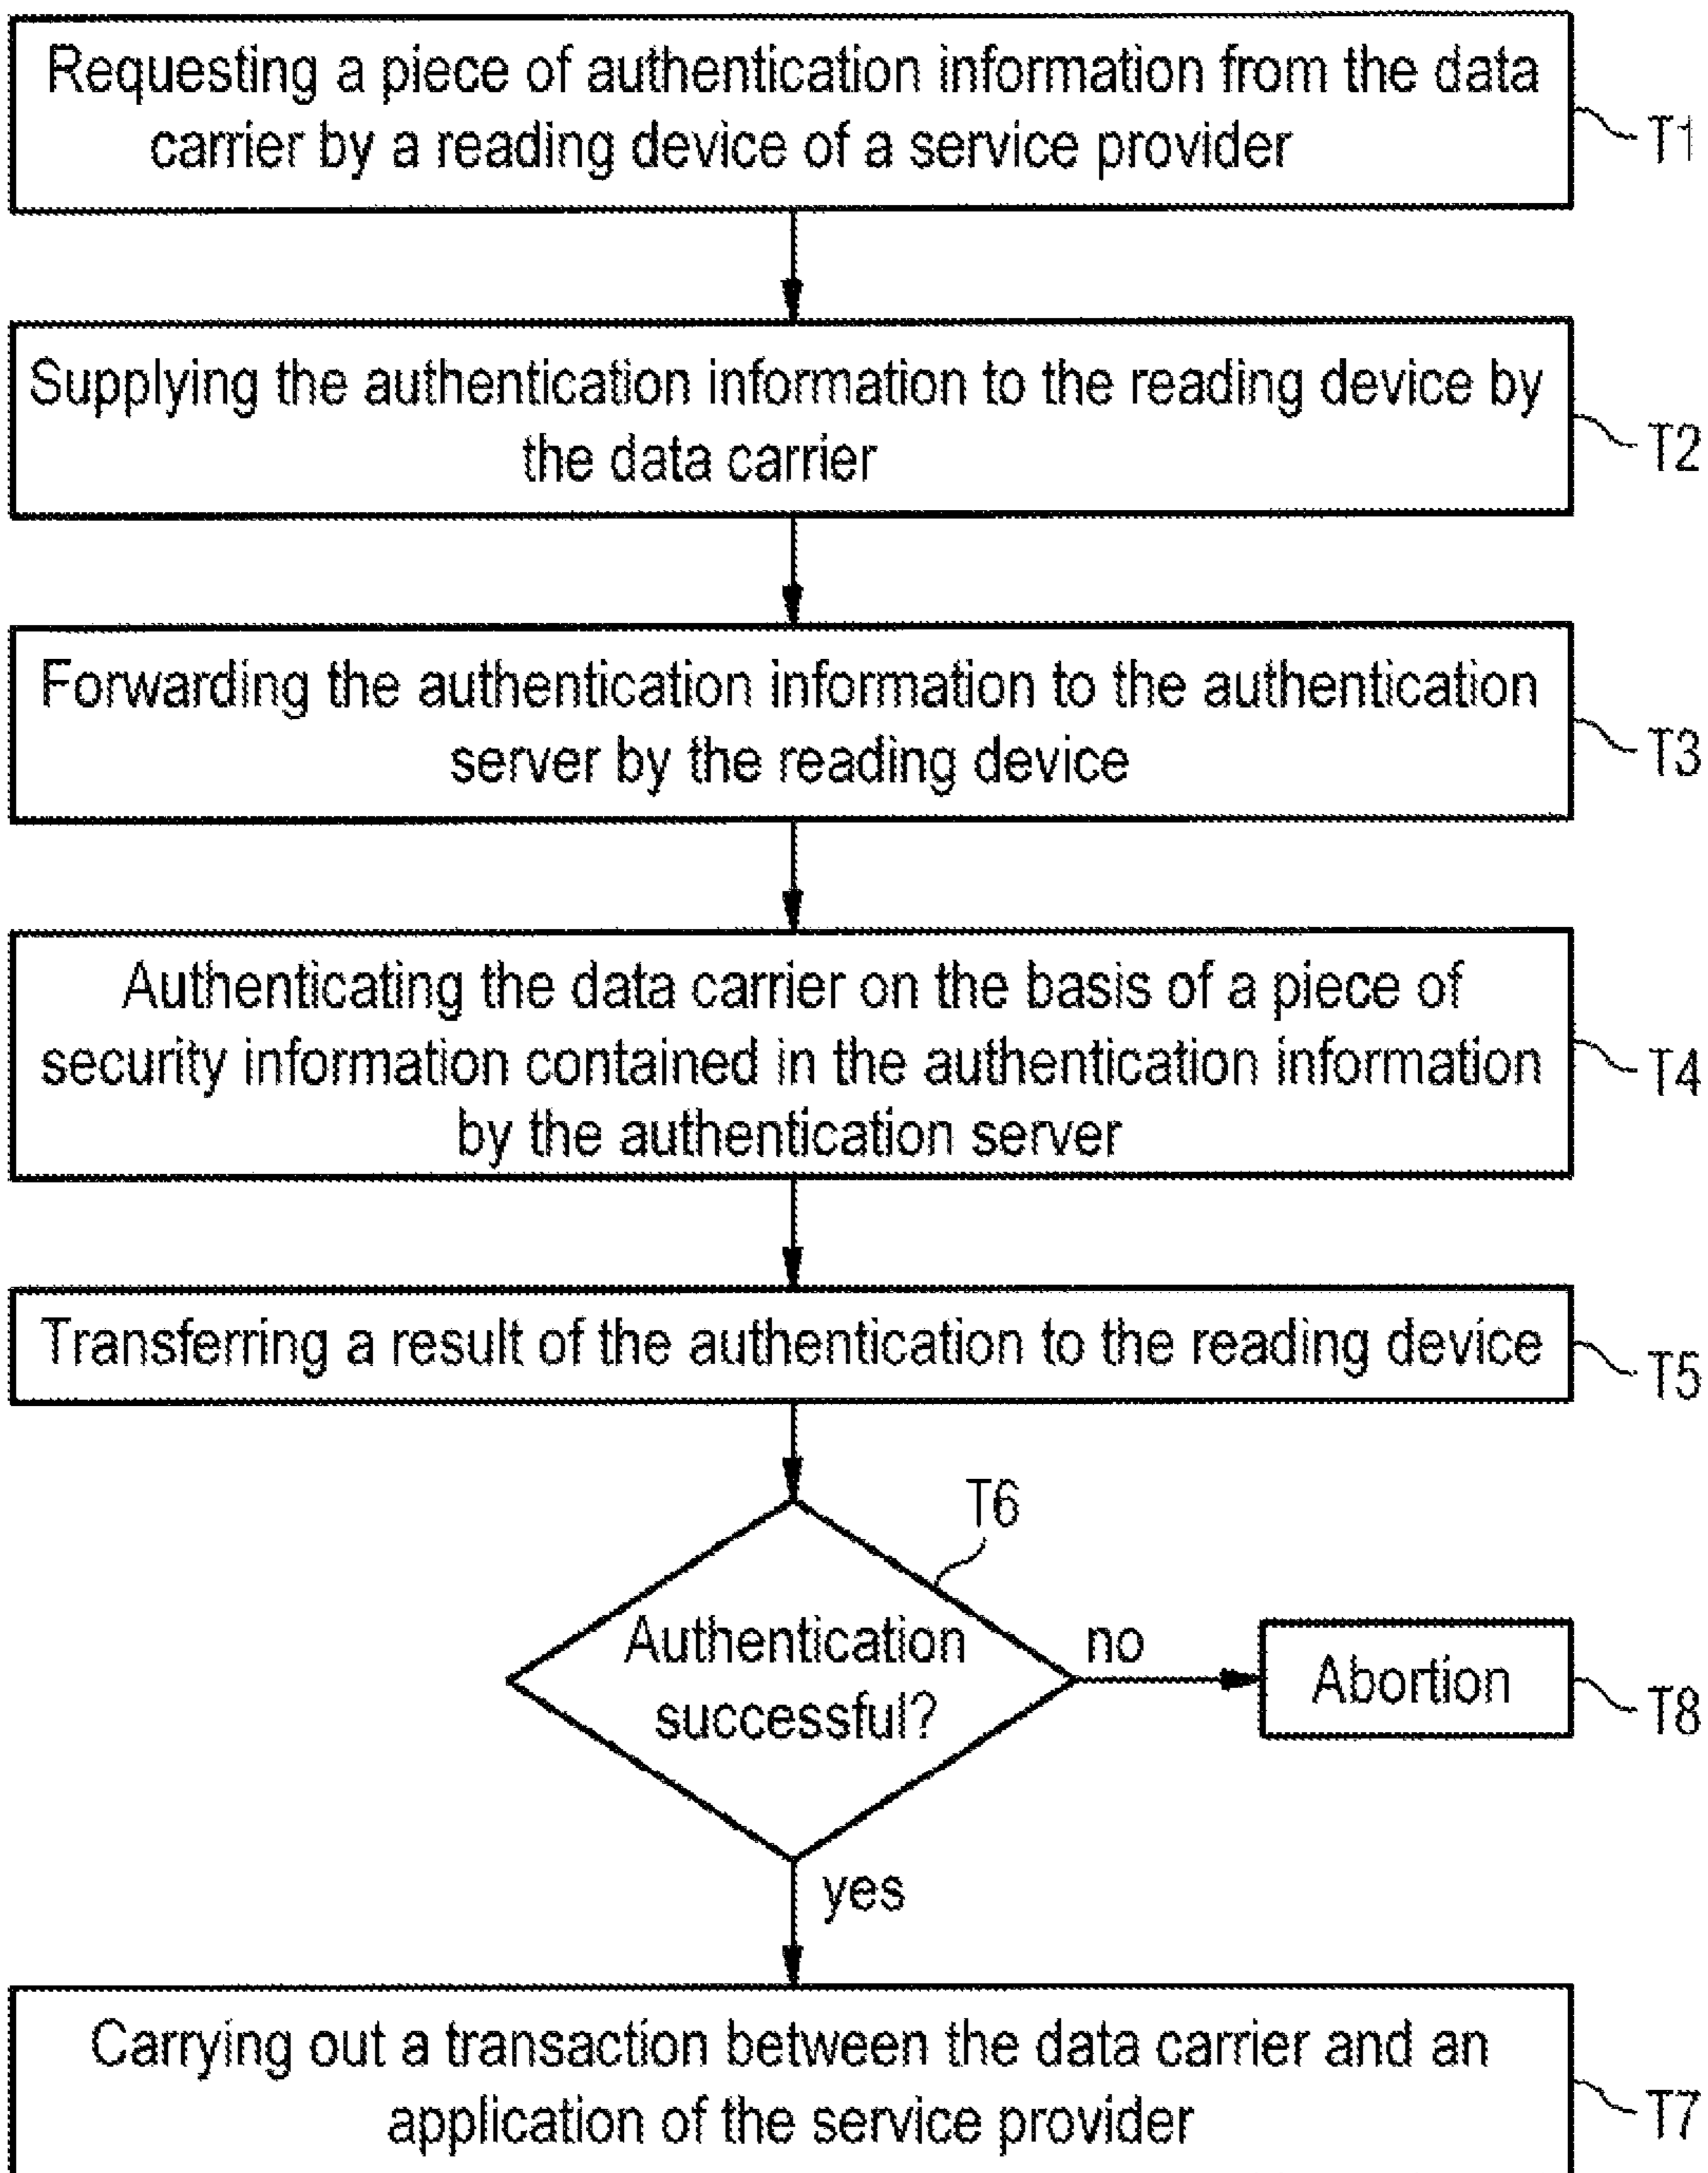 Requesting a piece of authentication information from the data
carrier by a reading device of a service provider
T1
Supplying the authentication information to the reading device by
the data carrier
T2
Forwarding the authentication information to the authentication
server by the reading device
T3
Authenticating the data carrier on the basis of a piece of
security information contained in the authentication information
by the authentication server
T4
Transferring a result of the authentication to the reading device
T5
T6
Authentication
successful?
no
Abortion
T8
yes
Carrying out a transaction between the data carrier and an
application of the service provider
T7